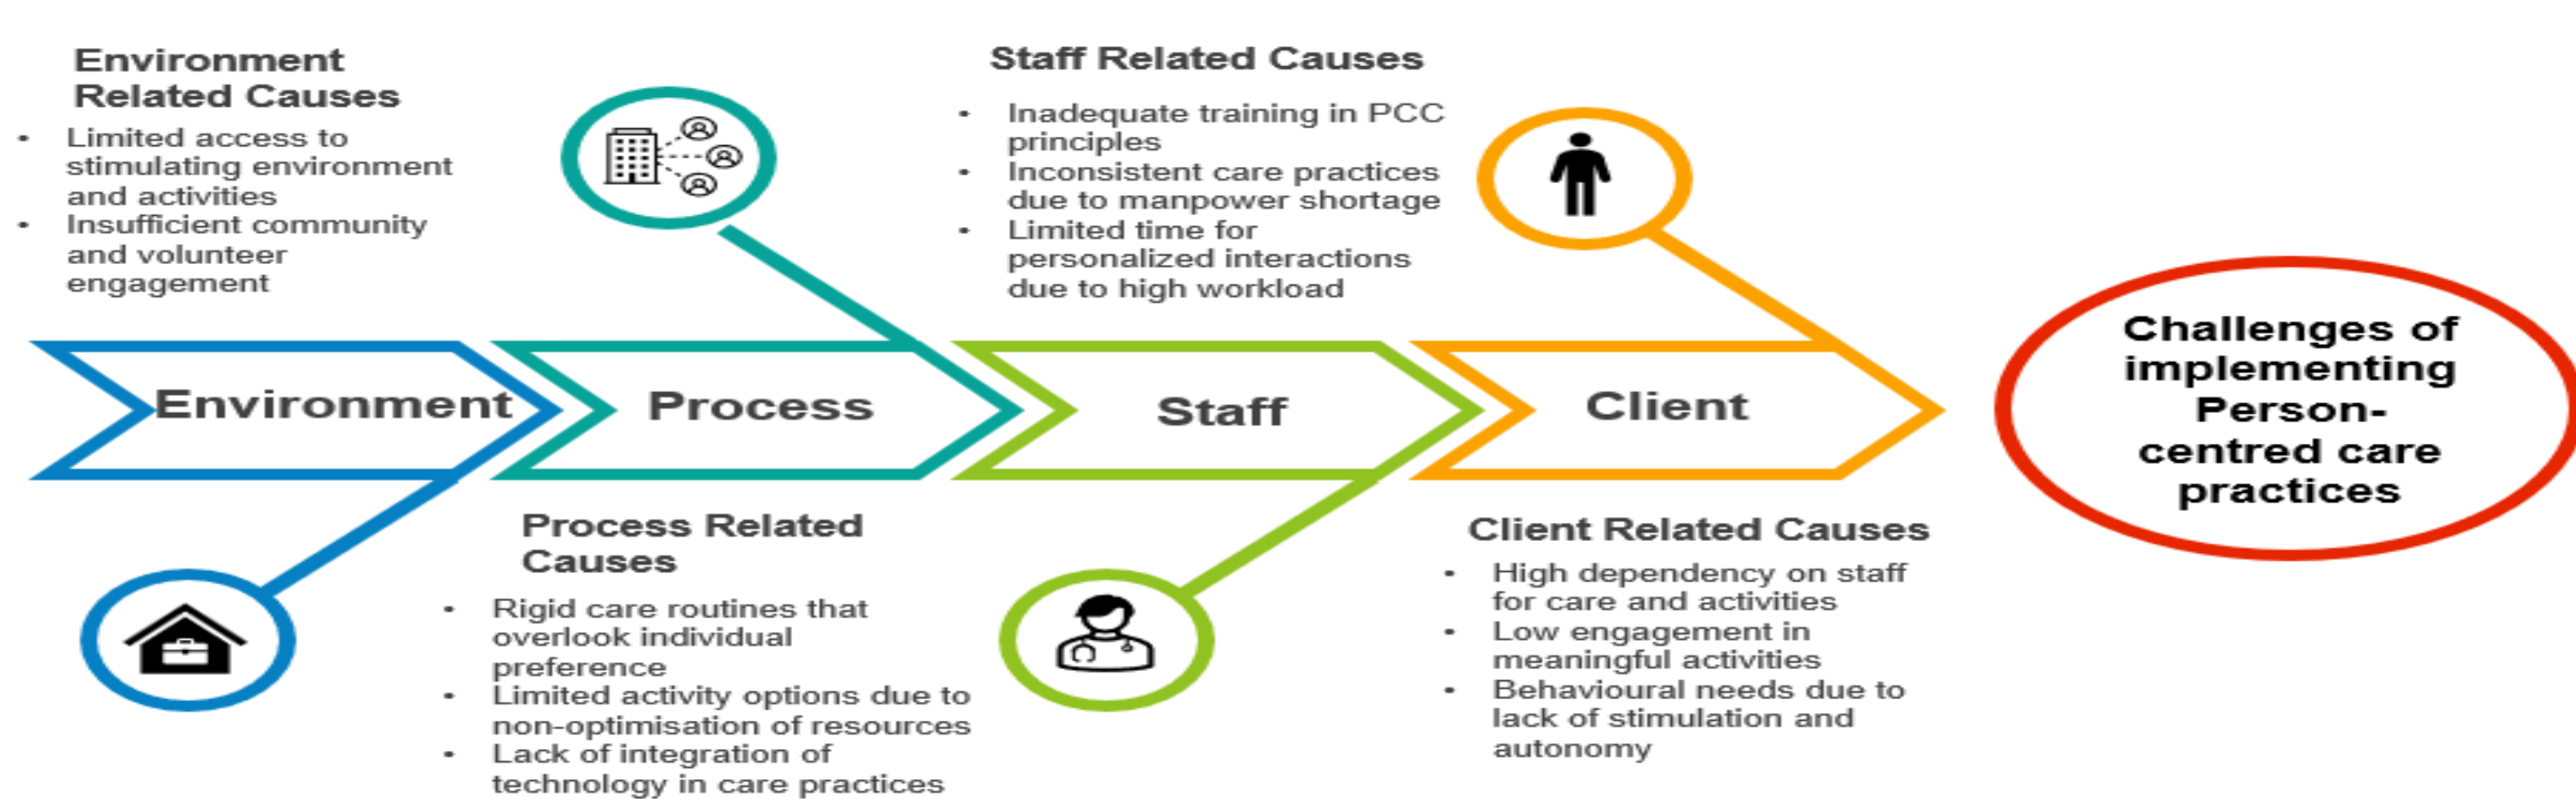 Environment
Related Causes
• Limited access to
stimulating environment
and activities
• Insufficient community
and volunteer
engagement
Staff Related Causes
• Inadequate training in PCC
principles
• Inconsistent care practices
due to manpower shortage
• Limited time for
personalized interactions
due to high workload
Environment
Process
Staff
Client
Challenges of
implementing
Person-
centred care
practices
Process Related
Causes
• Rigid care routines that
overlook individual
preference
• Limited activity options due to
non-optimisation of resources
• Lack of integration of
technology in care practices
Client Related Causes
• High dependency on staff
for care and activities
• Low engagement in
meaningful activities
• Behavioural needs due to
lack of stimulation and
autonomy